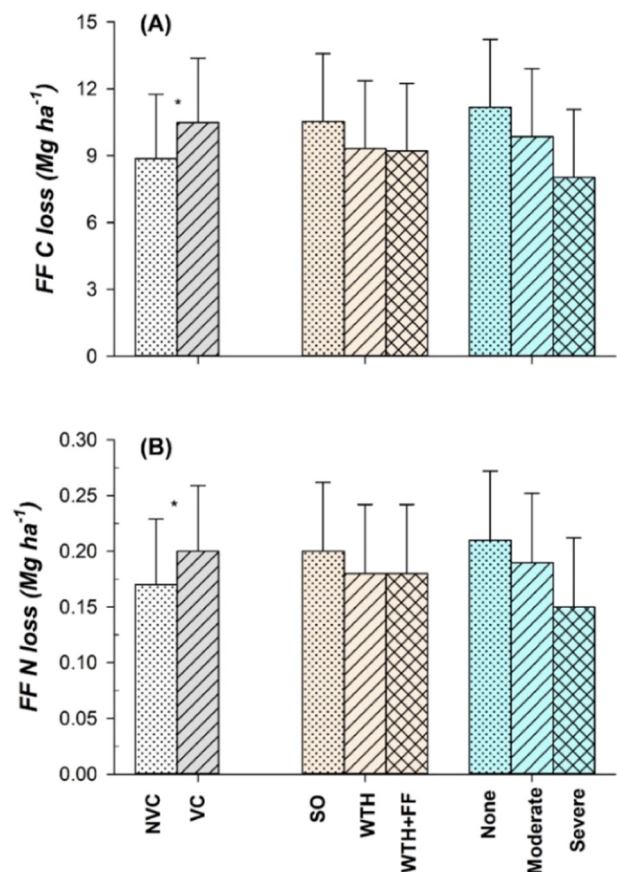 (A)
FF C loss (Mg ha⁻¹)
15
12
9
6
3
0
*
(B)
FF N loss (Mg ha⁻¹)
0.30
0.25
0.20
0.15
0.10
0.05
0.00
*
NVC
VC
SO
WTH
WTH+FF
None
Moderate
Severe